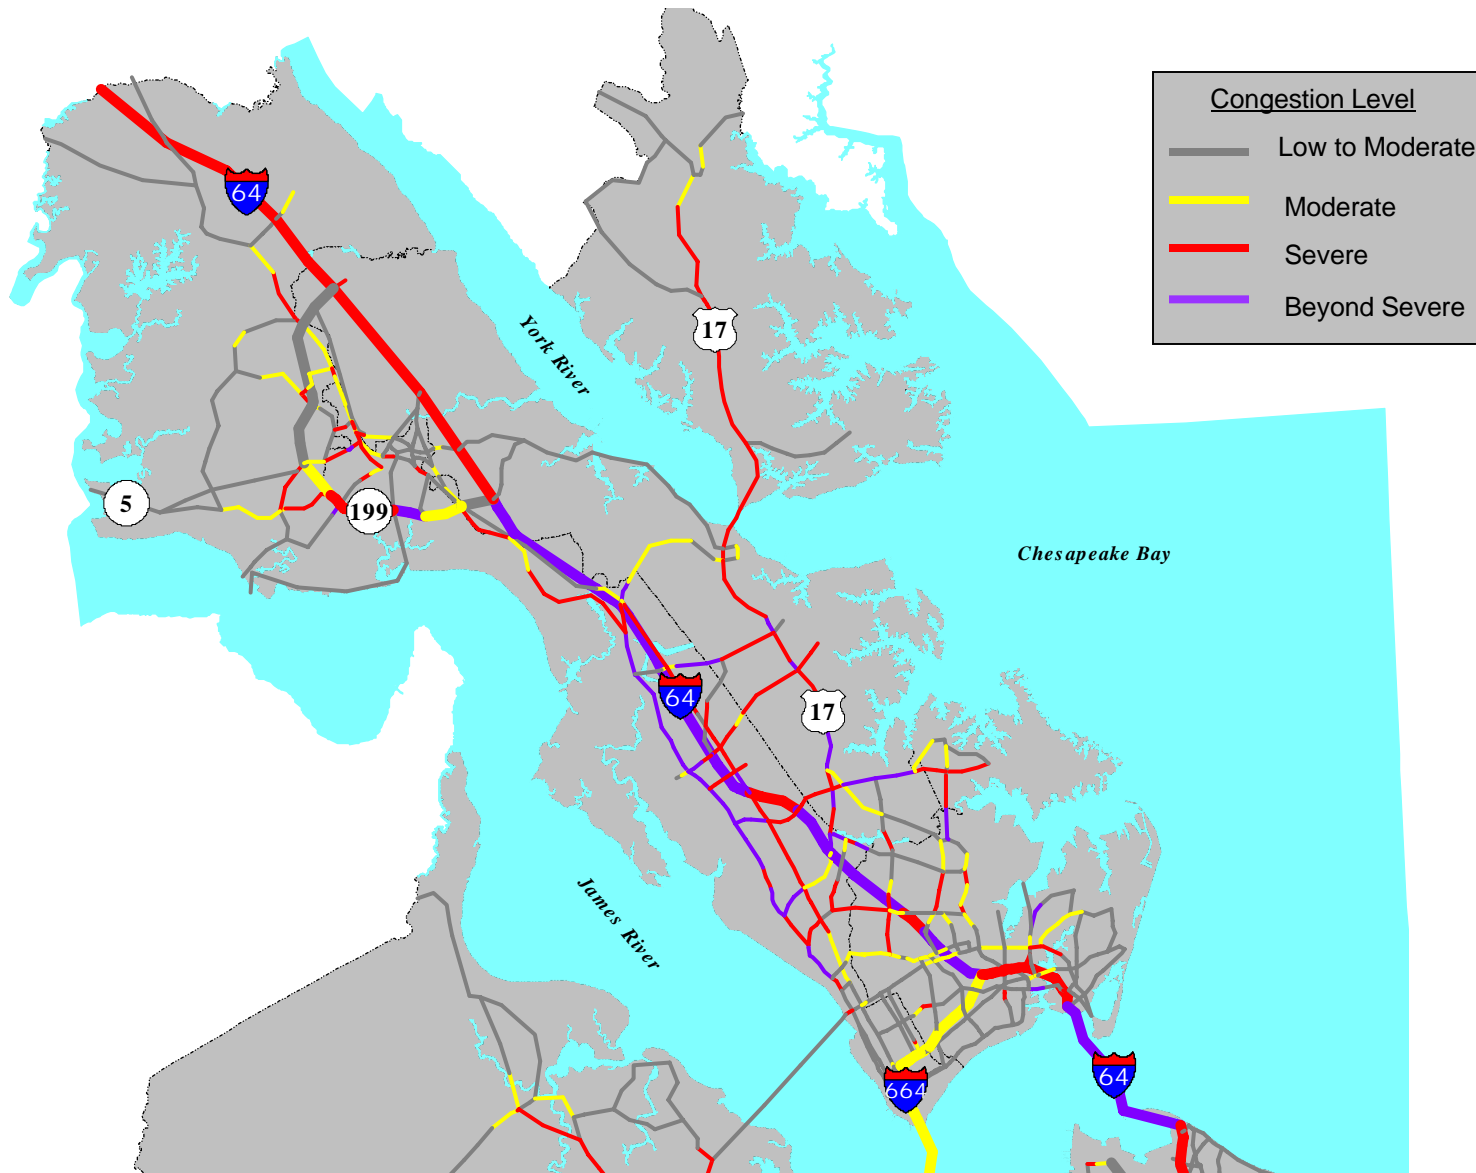 Congestion Level
Low to Moderate
Moderate
Severe
Beyond Severe
64
17
York River
5
199
Chesapeake Bay
64
17
James River
664
64